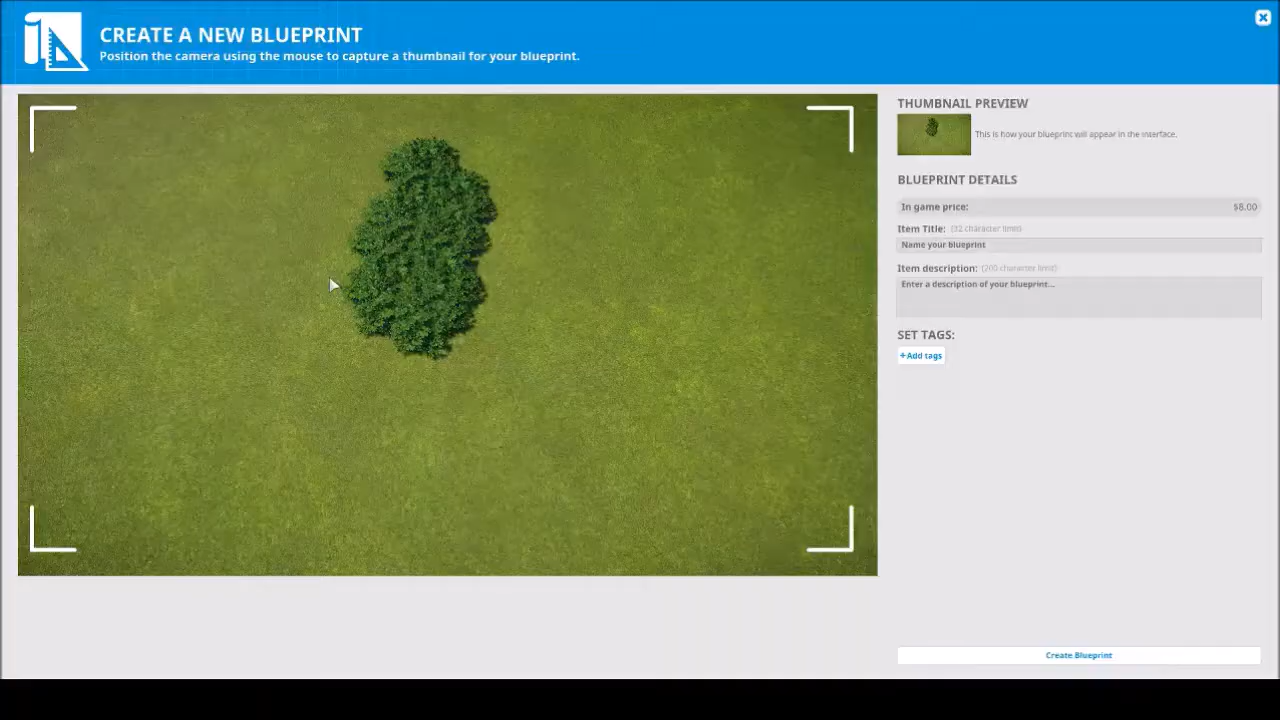 CREATE A NEW BLUEPRINT
Position the camera using the mouse to capture a thumbnail for your blueprint.
THUMBNAIL PREVIEW
This is how your blueprint will appear in the interface.
BLUEPRINT DETAILS
In game price: $8.00
Item Title: (32 character limit)
Name your blueprint
Item description: (200 character limit)
Enter a description of your blueprint...
SET TAGS:
+Add tags
Create Blueprint